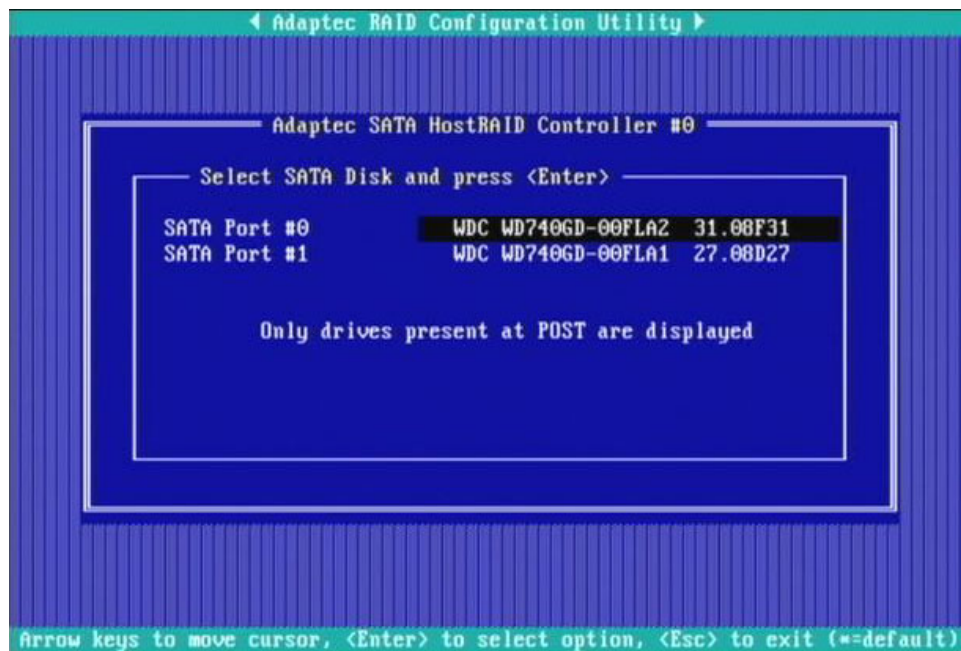 Adaptec RAID Configuration Utility
Adaptec SATA HostRAID Controller #0
Select SATA Disk and press <Enter>
SATA Port #0 WDC WD740GD-00FLA2 31.08F31
SATA Port #1 WDC WD740GD-00FLA1 27.08D27
Only drives present at POST are displayed
Arrow keys to move cursor, <Enter> to select option, <Esc> to exit (*=default)